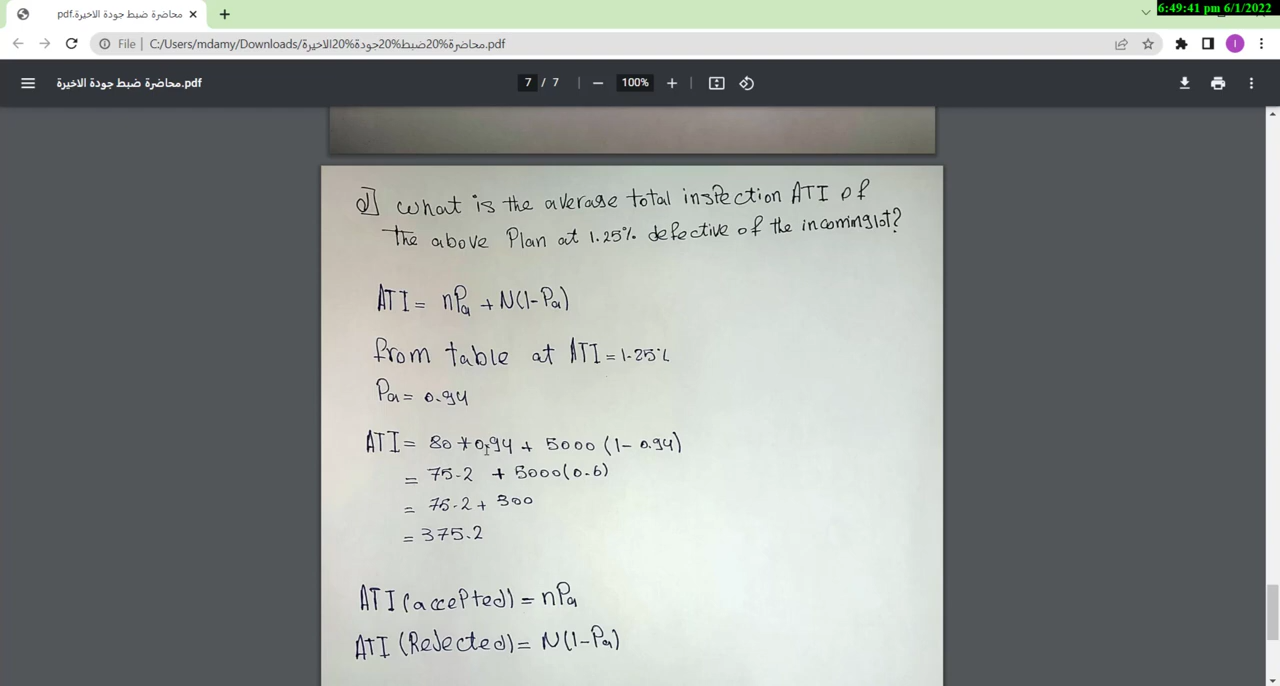 6:49:41 pm 6/1/2022
محاضرة ضبط جودة الاخيرة.pdf
File
C:/Users/mdamy/Downloads/محاضرة%20ضبط%20جودة%20الاخيرة.pdf
محاضرة ضبط جودة الاخيرة.pdf
7 / 7
100%
d] What is the average total inspection ATI of
the above Plan at 1.25% defective of the incoming lot?
ATI = nPa + N(1-Pa)
from table at ATI = 1.25%
Pa = 0.94
ATI = 80 * 0.94 + 5000 (1 - 0.94)
= 75.2 + 5000(0.6)
= 75.2 + 300
= 375.2
ATI (accepted) = nPa
ATI (Rejected) = N(1-Pa)